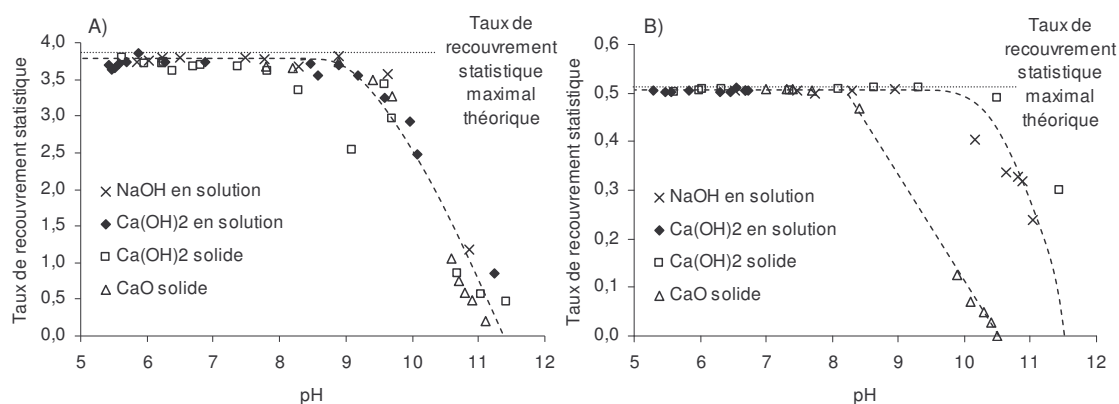 A)
Taux de
recouvrement
statistique
maximal
théorique
Taux de recouvrement statistique
4,0
3,5
3,0
2,5
2,0
1,5
1,0
0,5
0,0
NaOH en solution
Ca(OH)2 en solution
Ca(OH)2 solide
CaO solide
5 6 7 8 9 10 11 12
pH
B)
Taux de
recouvrement
statistique
maximal
théorique
Taux de recouvrement statistique
0,6
0,5
0,4
0,3
0,2
0,1
0,0
NaOH en solution
Ca(OH)2 en solution
Ca(OH)2 solide
CaO solide
5 6 7 8 9 10 11 12
pH